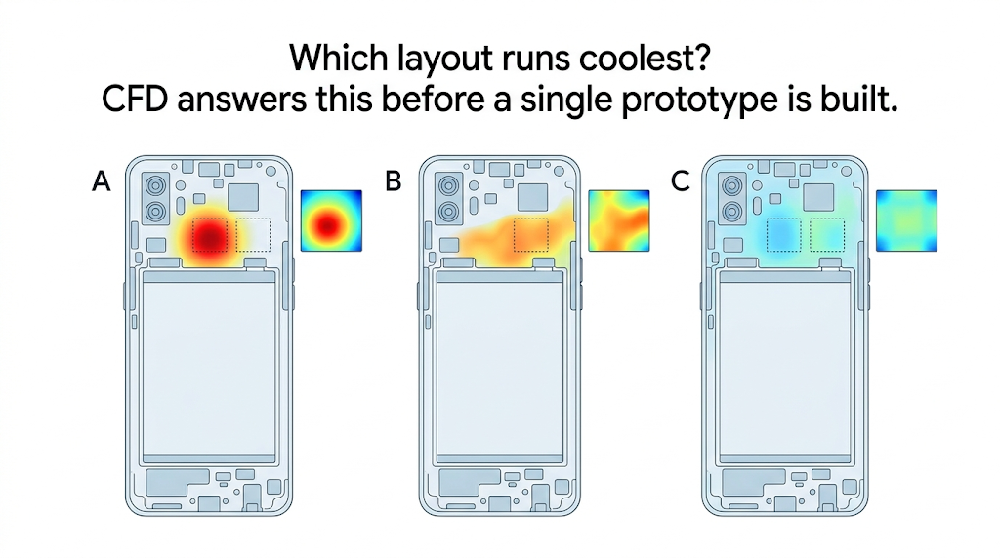 Which layout runs coolest?
CFD answers this before a single prototype is built.
A
B
C